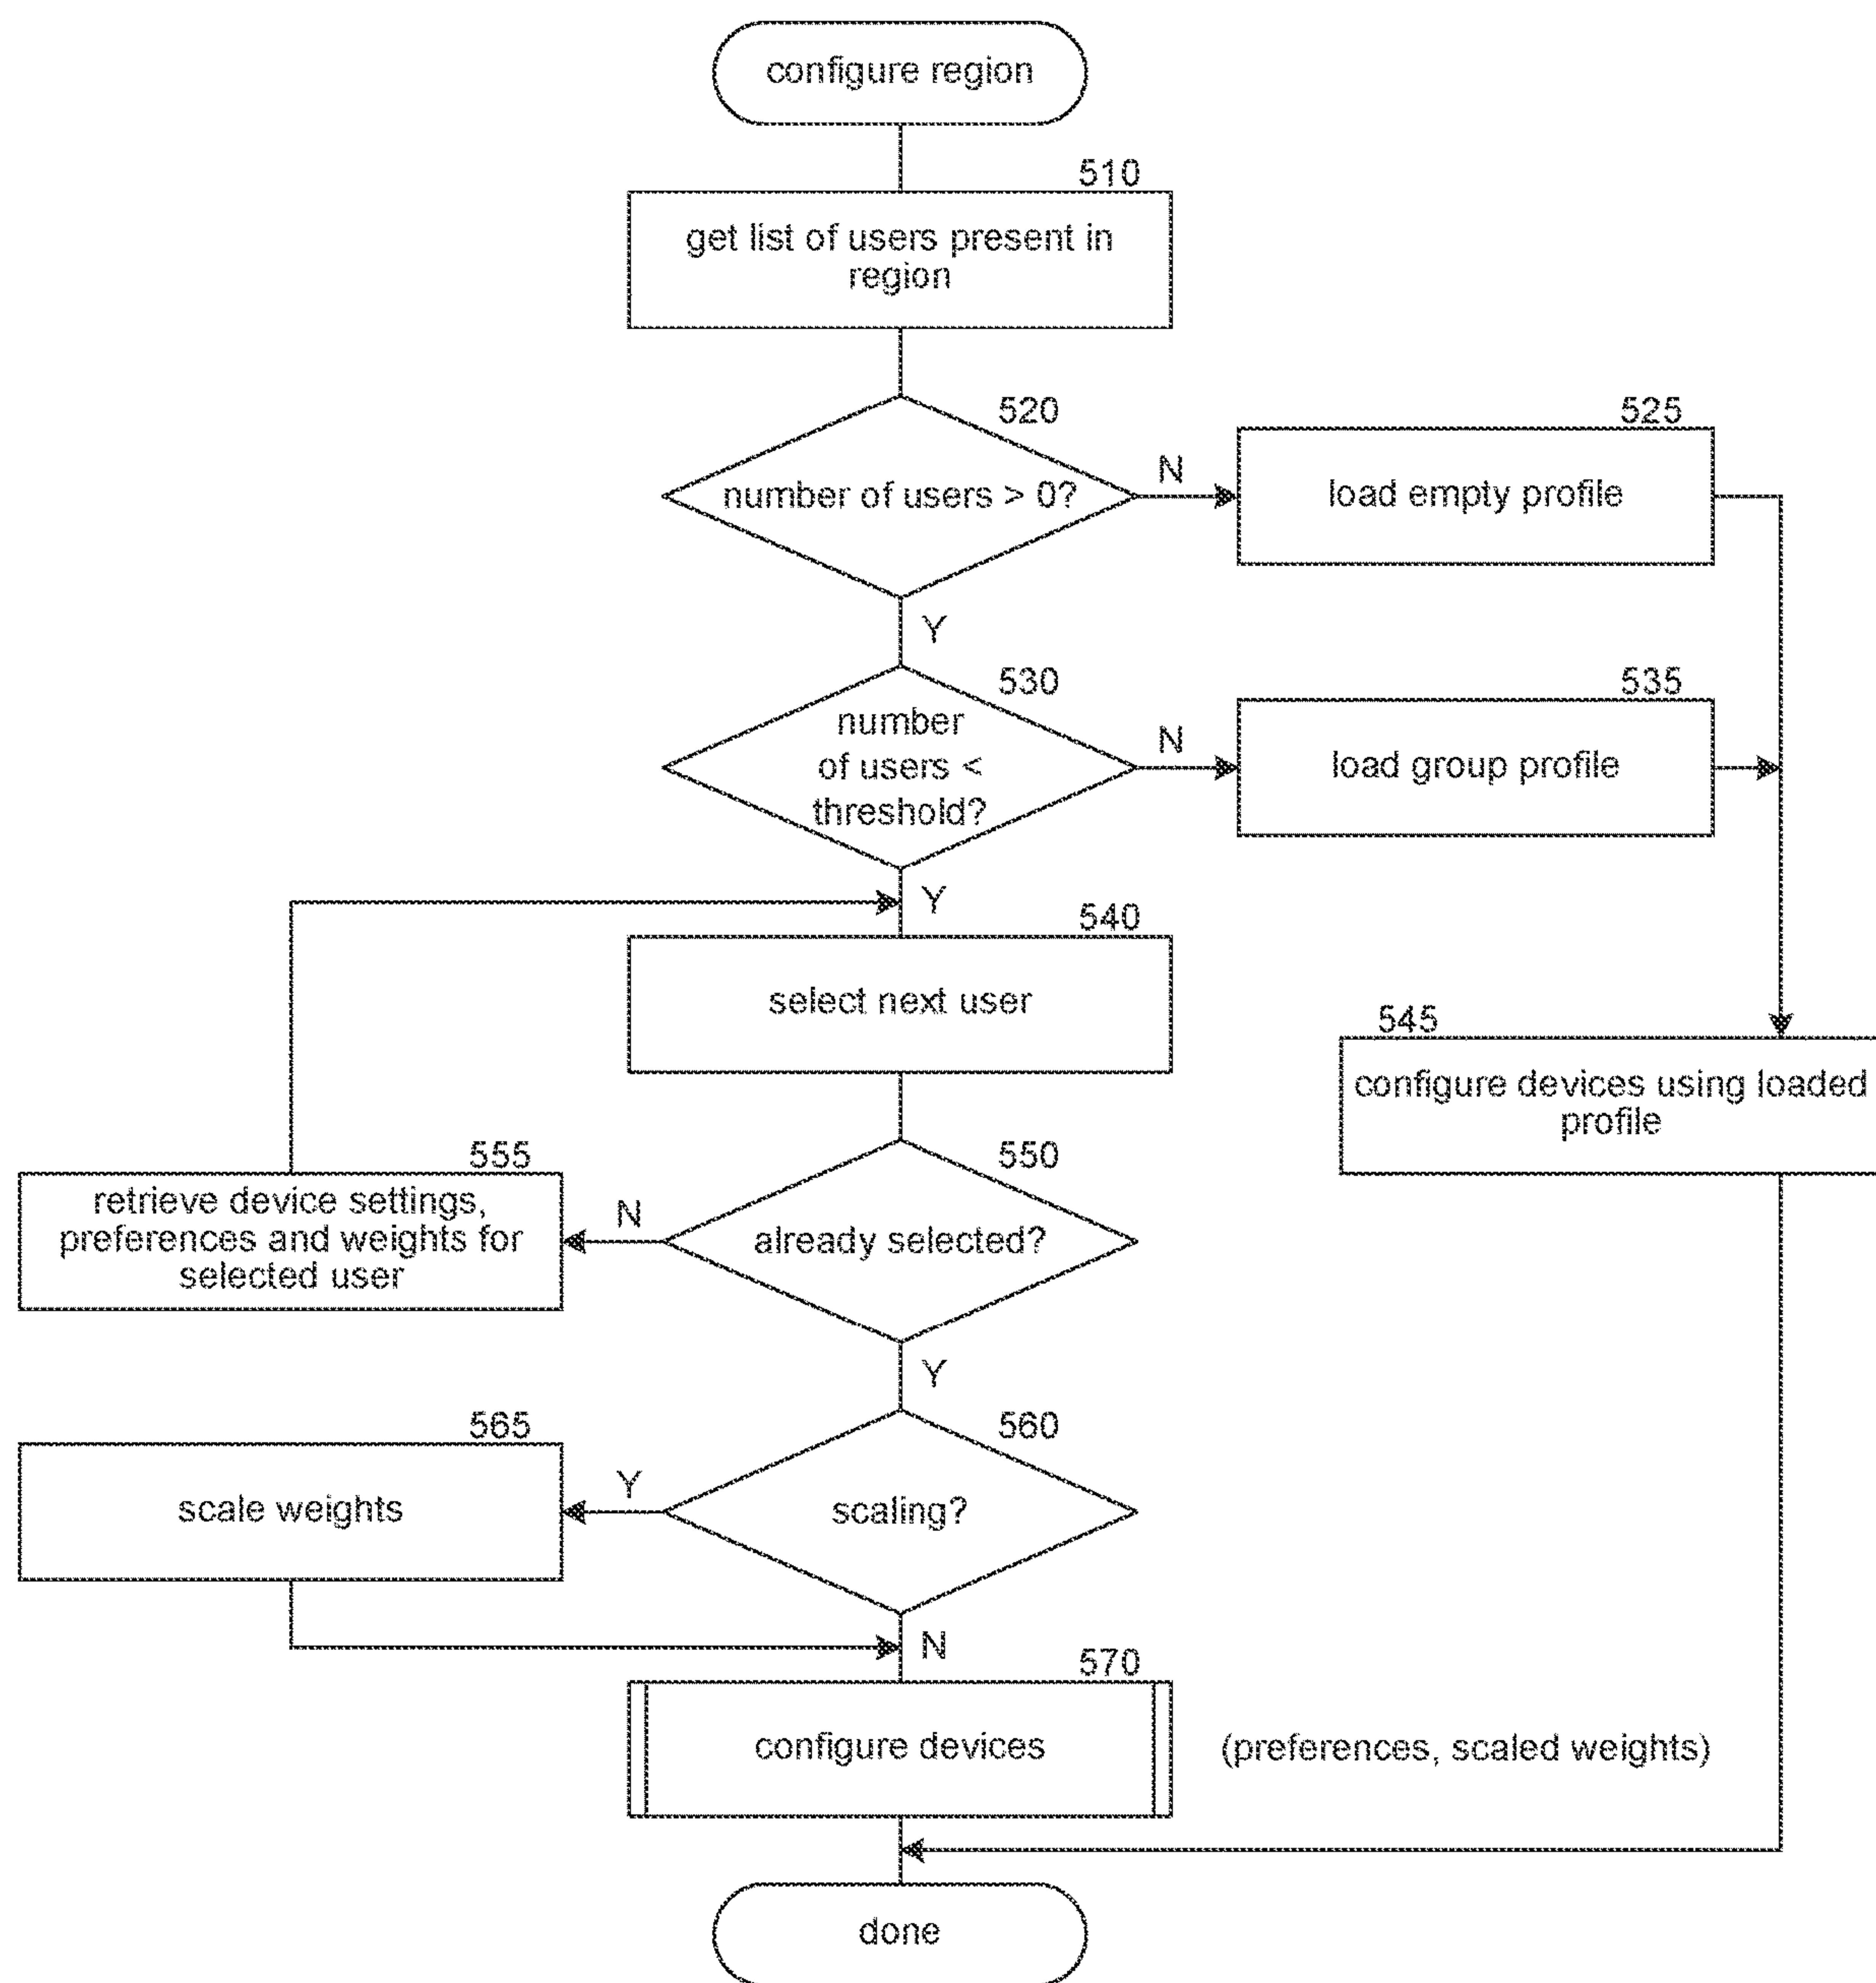 configure region
510
get list of users present in
region
520
number of users > 0?
N
525
load empty profile
Y
530
number
of users <
threshold?
N
535
load group profile
Y
540
select next user
545
configure devices using loaded
profile
550
already selected?
N
555
retrieve device settings,
preferences and weights for
selected user
Y
560
scaling?
Y
565
scale weights
N
570
configure devices
(preferences, scaled weights)
done